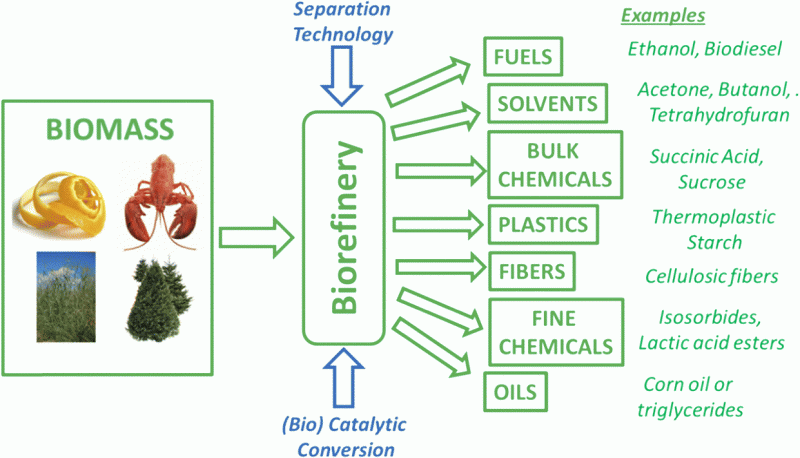 Separation
Technology
Examples
FUELS
Ethanol, Biodiesel
SOLVENTS
Acetone, Butanol, .
Tetrahydrofuran
BIOMASS
BULK
CHEMICALS
Succinic Acid,
Sucrose
Biorefinery
PLASTICS
Thermoplastic
Starch
FIBERS
Cellulosic fibers
FINE
CHEMICALS
Isosorbides,
Lactic acid esters
OILS
Corn oil or
triglycerides
(Bio) Catalytic
Conversion